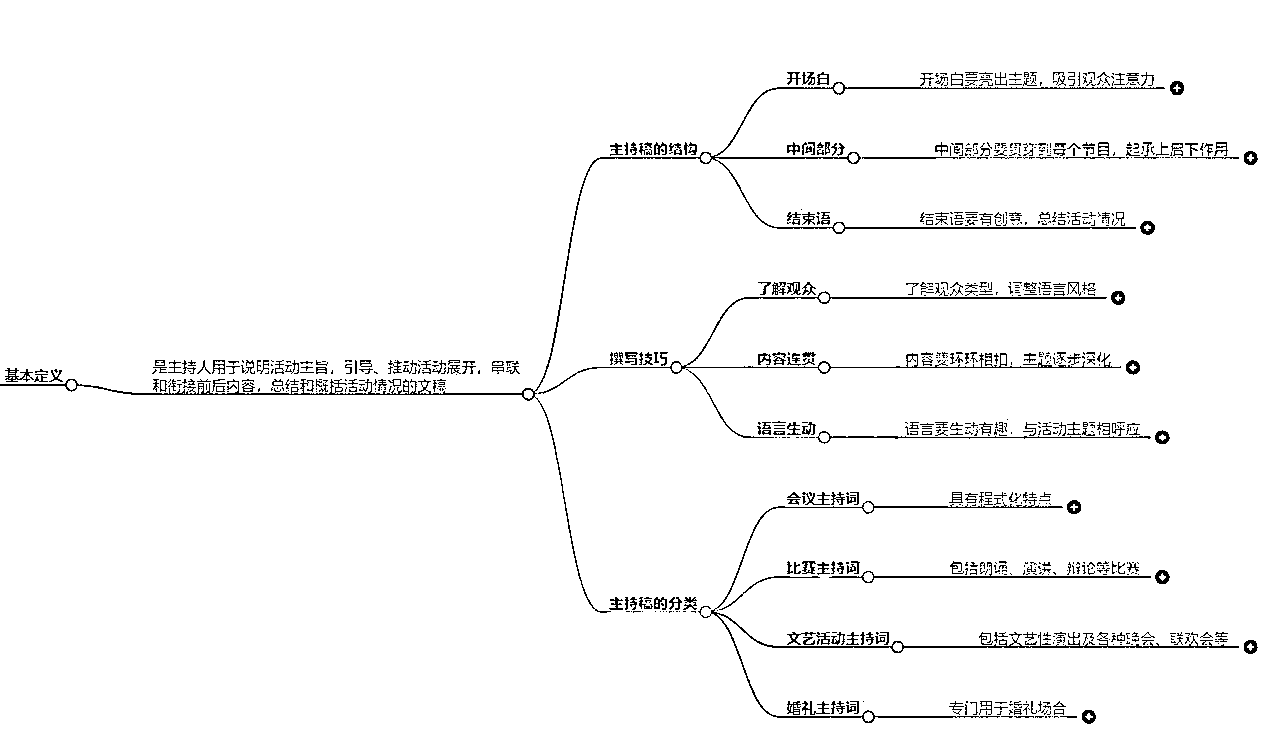 基本定义
是主持人用于说明活动主旨，引导、推动活动展开，串联
和衔接前后内容，总结和概括活动情况的文稿
主持稿的结构
开场白
开场白要亮出主题，吸引观众注意力
中间部分
中间部分要贯穿到每个节目，起承上启下作用
结束语
结束语要有创意，总结活动情况
撰写技巧
了解观众
了解观众类型，调整语言风格
内容连贯
内容要环环相扣，主题逐步深化
语言生动
语言要生动有趣，与活动主题相呼应
主持稿的分类
会议主持词
具有程式化特点
比赛主持词
包括朗诵、演讲、辩论等比赛
文艺活动主持词
包括文艺性演出及各种晚会、联欢会等
婚礼主持词
专门用于婚礼场合